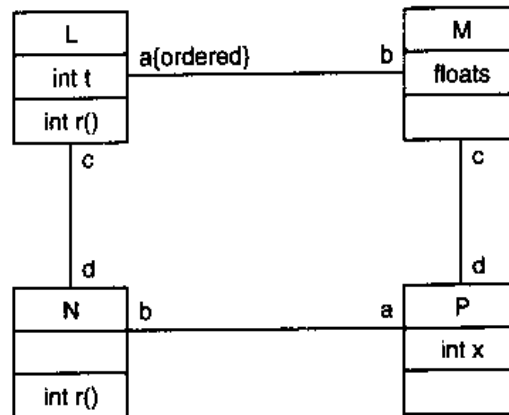 L
M
a{ordered}
b
int t
floats
int r()
c
c
d
d
N
b
a
P
int x
int r()